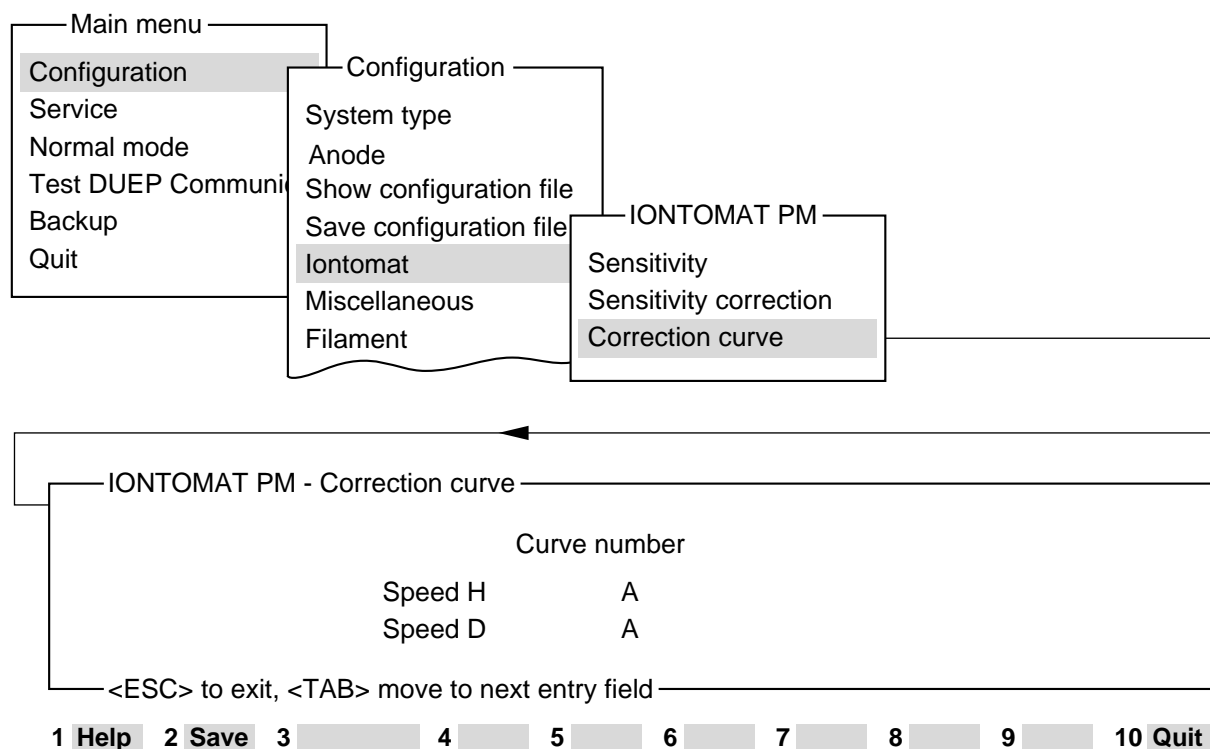 Main menu
Configuration
Service
Normal mode
Test DUEP Communic
Backup
Quit
Configuration
System type
Anode
Show configuration file
Save configuration file
Iontomat
Miscellaneous
Filament
IONTOMAT PM
Sensitivity
Sensitivity correction
Correction curve
IONTOMAT PM - Correction curve
Curve number
Speed H A
Speed D A
<ESC> to exit, <TAB> move to next entry field
1 Help 2 Save 3 4 5 6 7 8 9 10 Quit